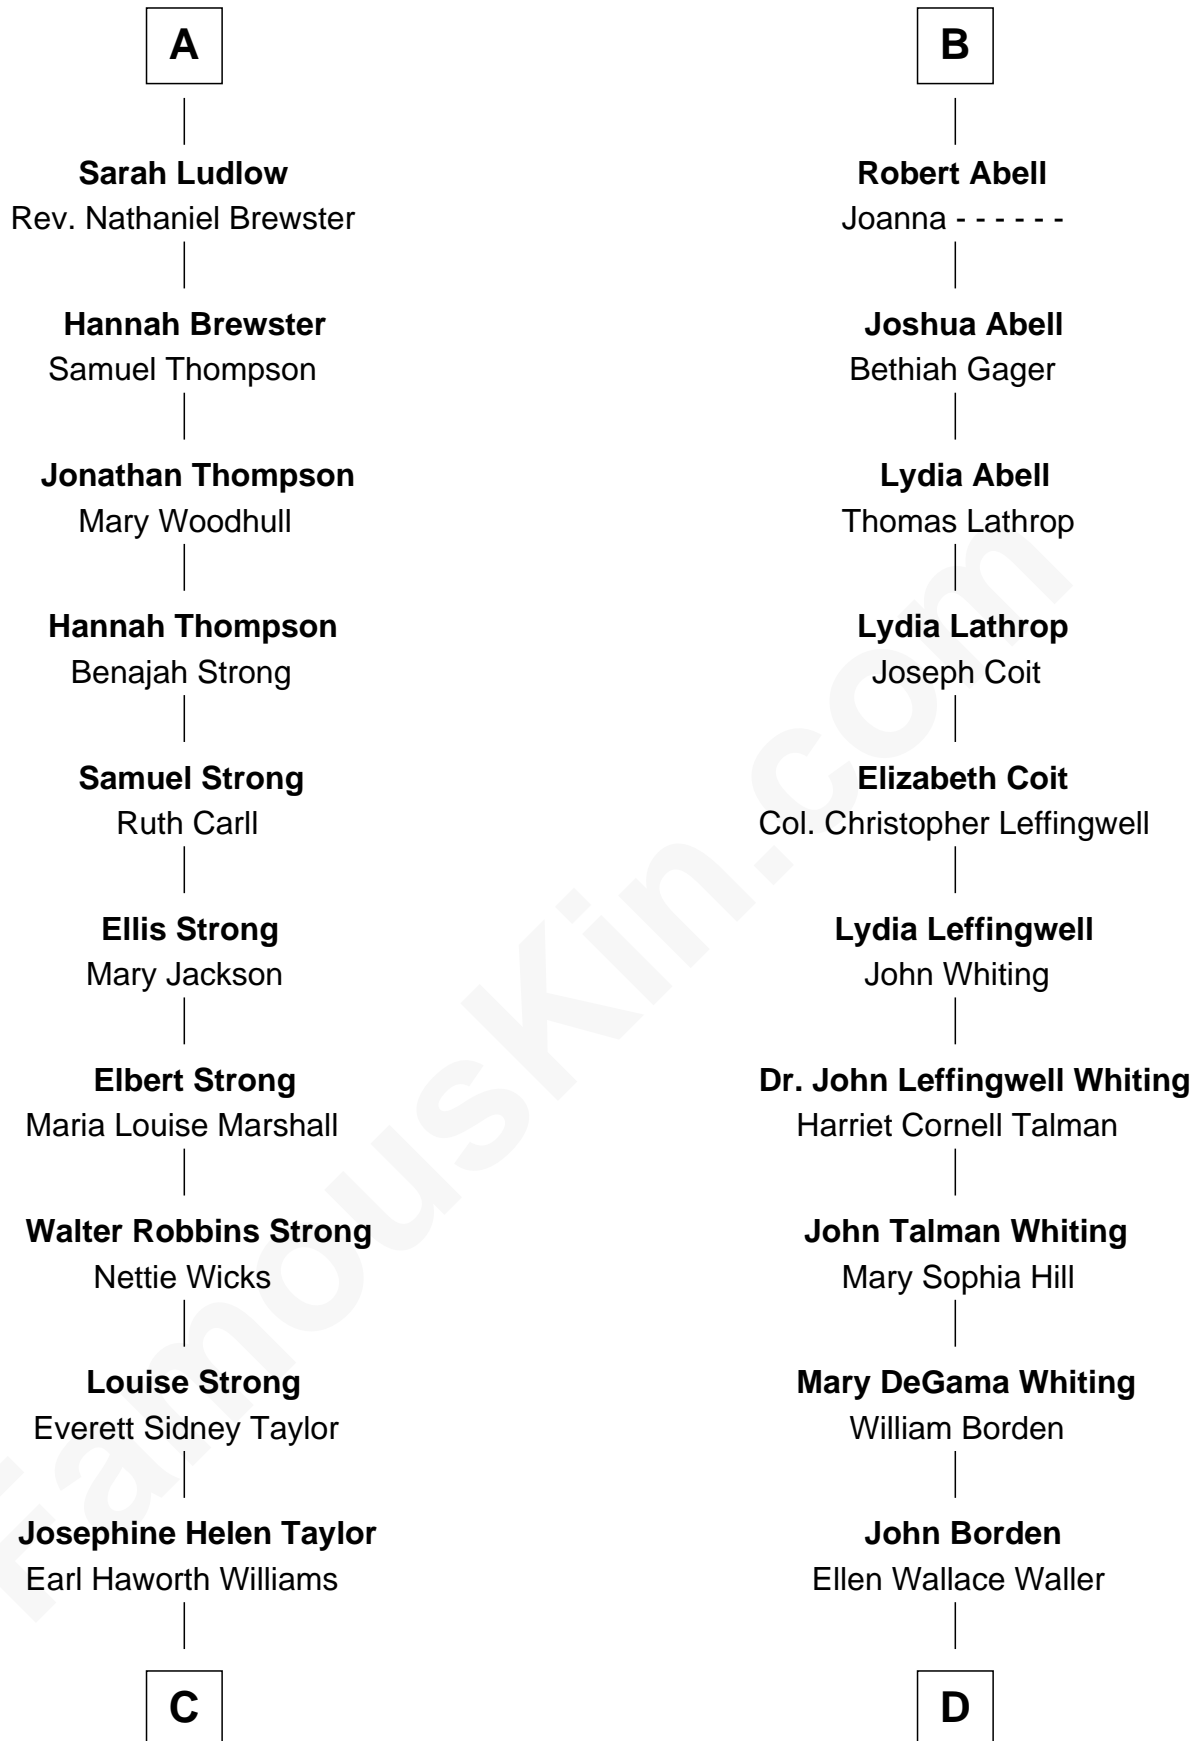 A
Sarah Ludlow
Rev. Nathaniel Brewster
Hannah Brewster
Samuel Thompson
Jonathan Thompson
Mary Woodhull
Hannah Thompson
Benajah Strong
Samuel Strong
Ruth Carll
Ellis Strong
Mary Jackson
Elbert Strong
Maria Louise Marshall
Walter Robbins Strong
Nettie Wicks
Louise Strong
Everett Sidney Taylor
Josephine Helen Taylor
Earl Haworth Williams
C
B
Robert Abell
Joanna - - - - - -
Joshua Abell
Bethiah Gager
Lydia Abell
Thomas Lathrop
Lydia Lathrop
Joseph Coit
Elizabeth Coit
Col. Christopher Leffingwell
Lydia Leffingwell
John Whiting
Dr. John Leffingwell Whiting
Harriet Cornell Talman
John Talman Whiting
Mary Sophia Hill
Mary DeGama Whiting
William Borden
John Borden
Ellen Wallace Waller
D
FamousKin.com